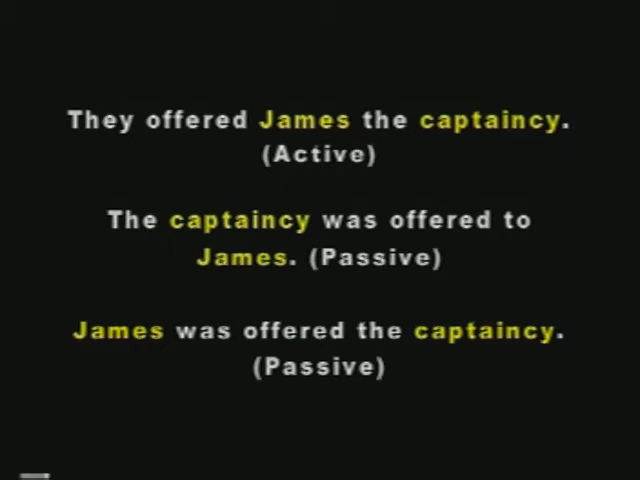 They offered James the captaincy.
(Active)
The captaincy was offered to
James. (Passive)
James was offered the captaincy.
(Passive)